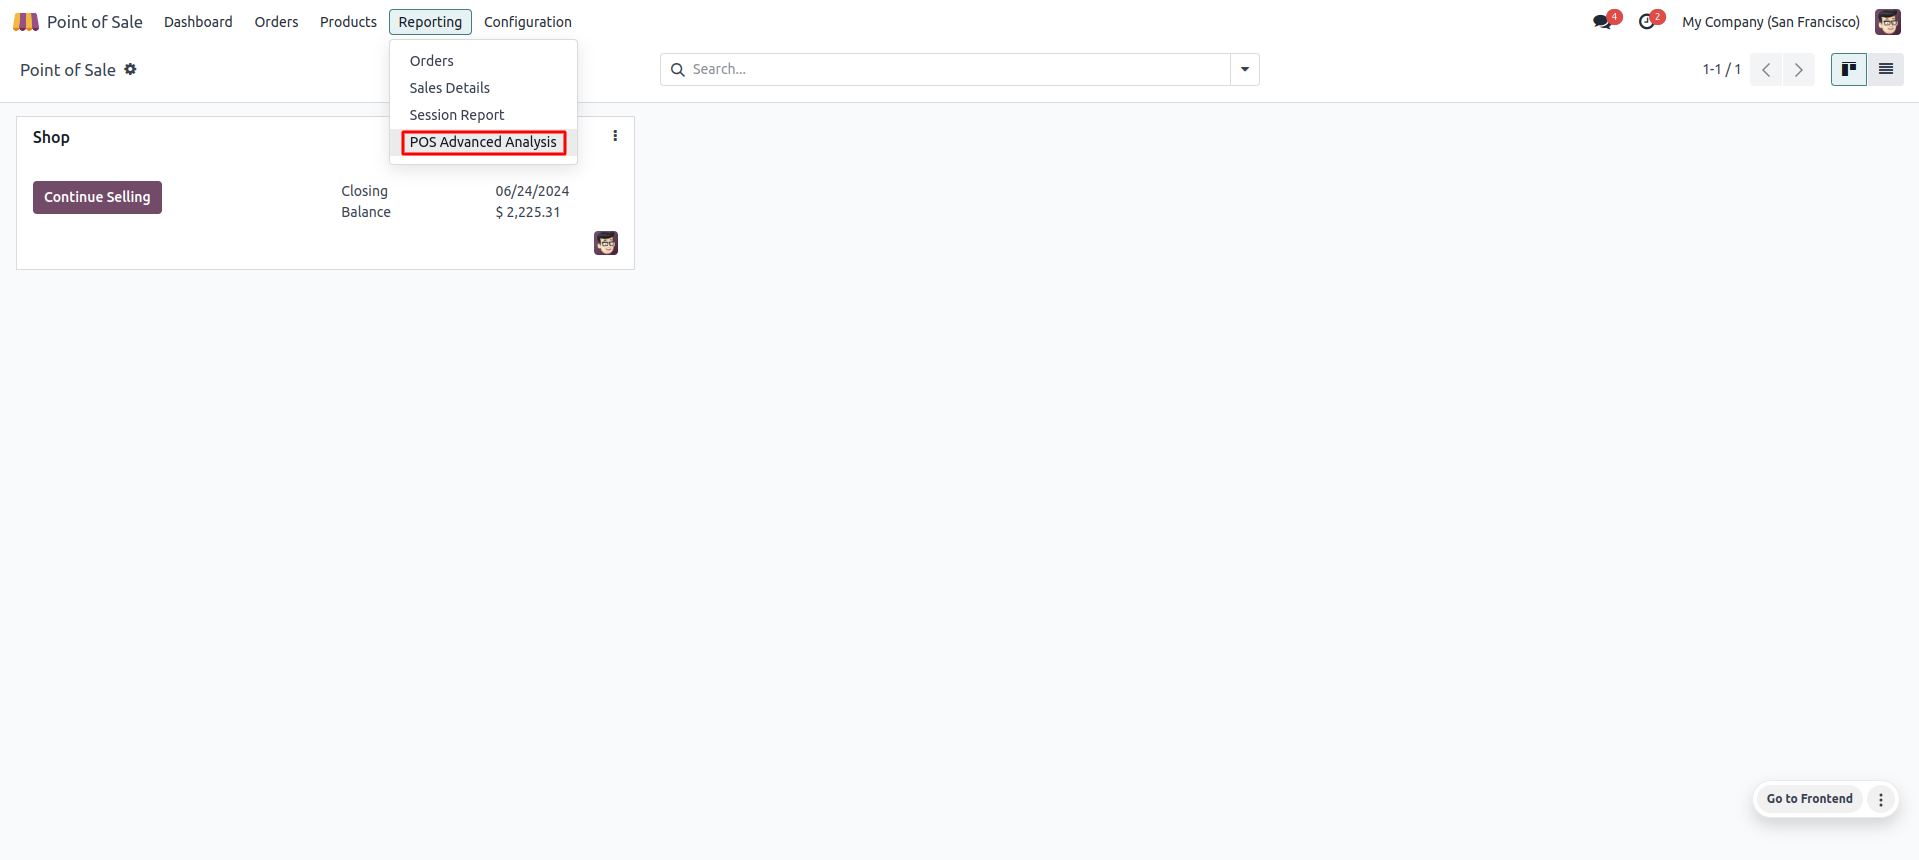 Point of Sale Dashboard Orders Products Reporting Configuration 4 2 My Company (San Francisco)
Point of Sale Search... 1-1 / 1
Orders
Sales Details
Session Report
POS Advanced Analysis
Shop
Continue Selling
Closing 06/24/2024
Balance $ 2,225.31
Go to Frontend